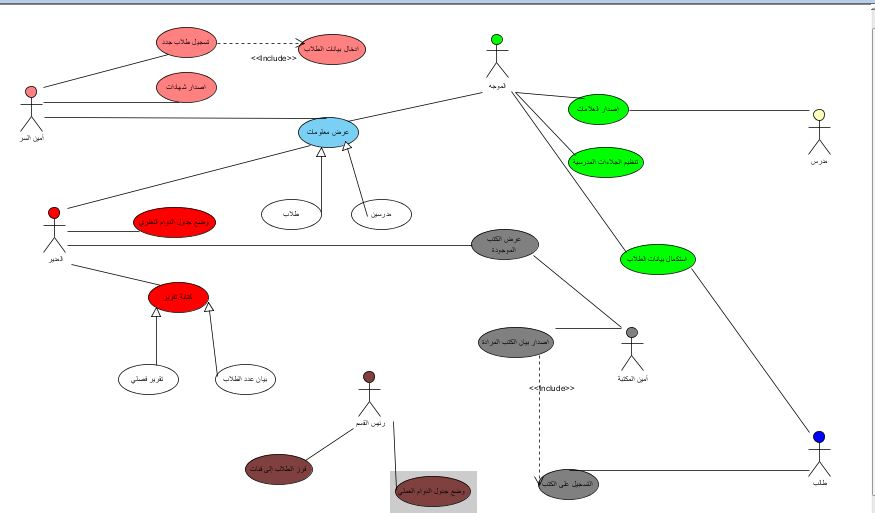 تسجيل طلاب جدد
<<Include>>
ادخال بيانات الطلاب
اصدار شهادات
أمين السر
الموجه
إصدار العلامات
مدرس
عرض معلومات
تنظيم الجلاءات المدرسية
طلاب
مدرسين
وضع جدول الدوام النظري
المدير
عرض الكتب
الموجودة
استكمال بيانات الطلاب
كتابة تقرير
اصدار بيان الكتب المرادة
أمين المكتبة
تقرير فصلي
بيان عدد الطلاب
<<Include>>
رئيس القسم
فرز الطلاب إلى فئات
وضع جدول الدوام العملي
التسجيل على الكتب
طالب